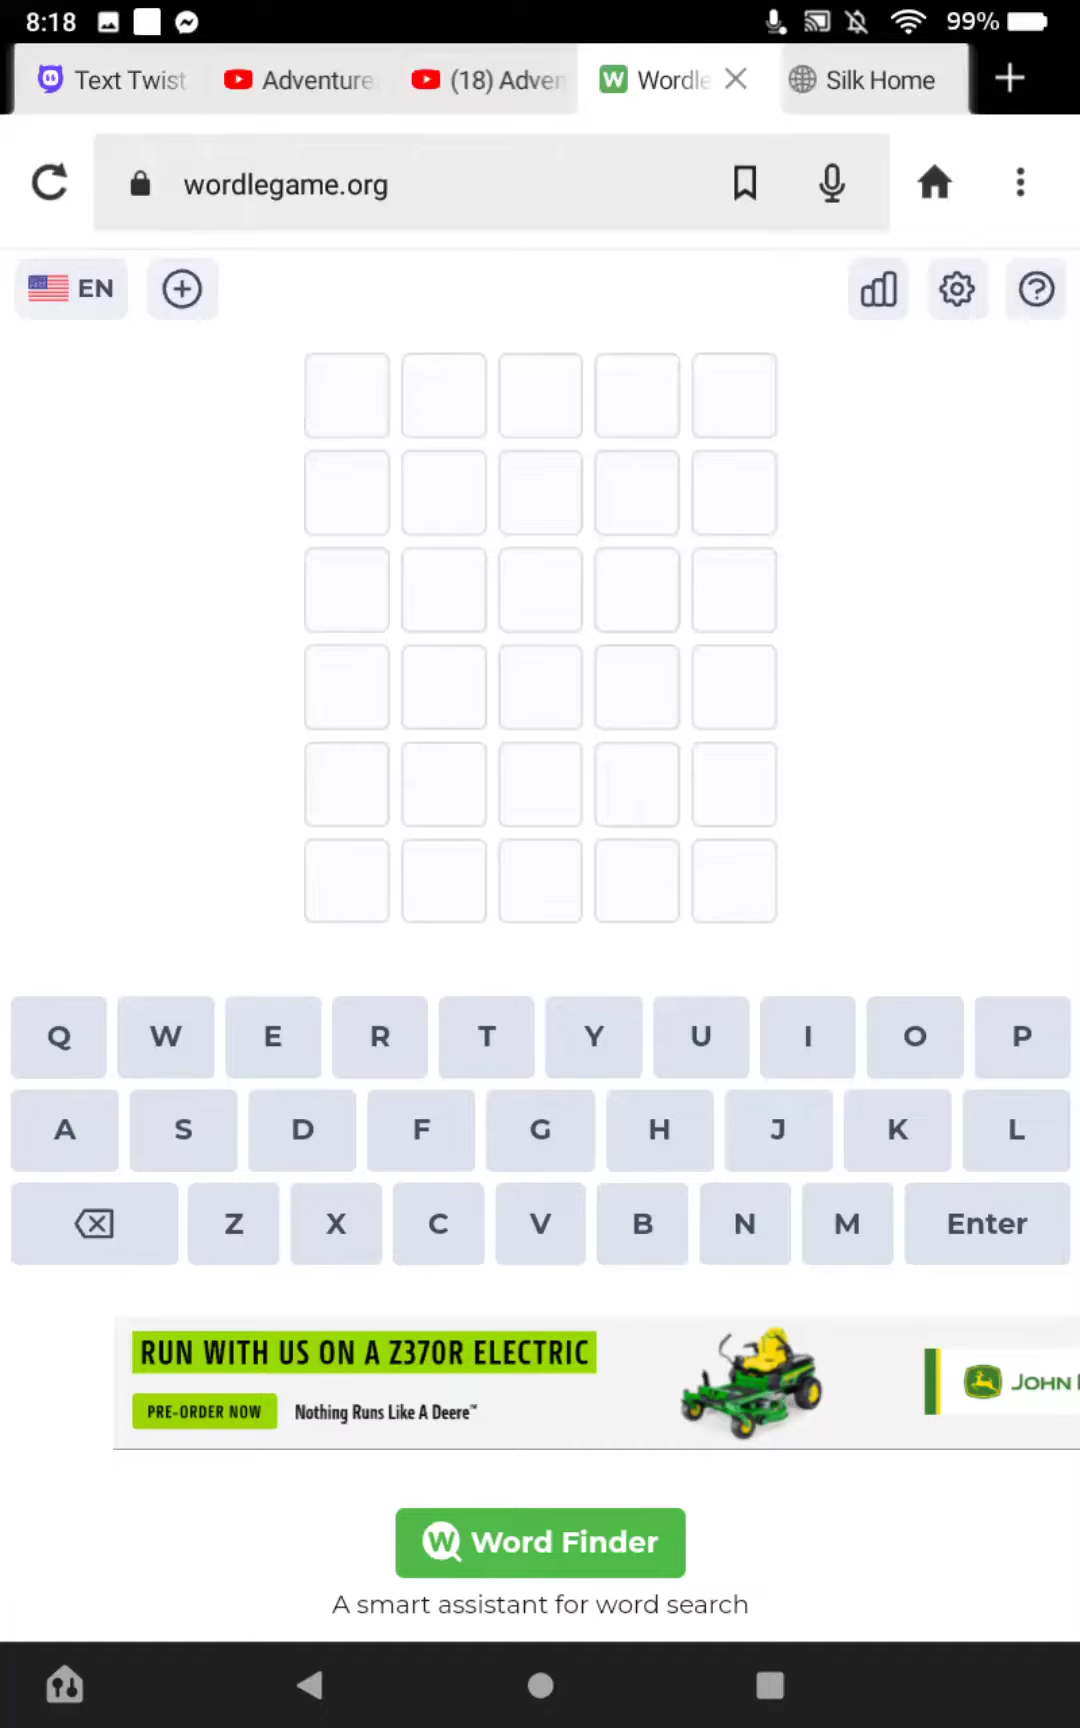 8:18 99%
Text Twist Adventure (18) Adven Wordle Silk Home
wordlegame.org
EN
Q W E R T Y U I O P
A S D F G H J K L
Z X C V B N M Enter
RUN WITH US ON A Z370R ELECTRIC
PRE-ORDER NOW Nothing Runs Like A Deere™
JOHN
W Word Finder
A smart assistant for word search